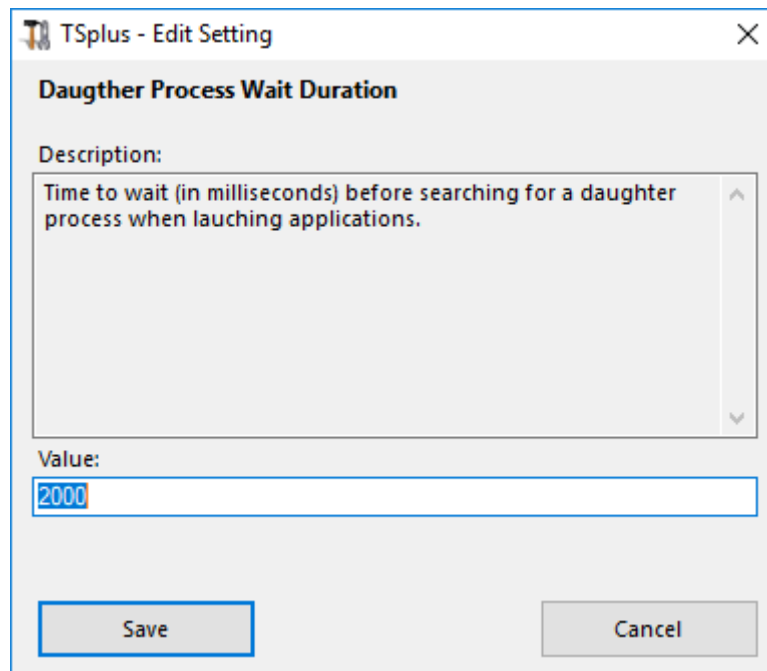 TSplus - Edit Setting
Daugther Process Wait Duration
Description:
Time to wait (in milliseconds) before searching for a daughter
process when lauching applications.
Value:
2000
Save
Cancel